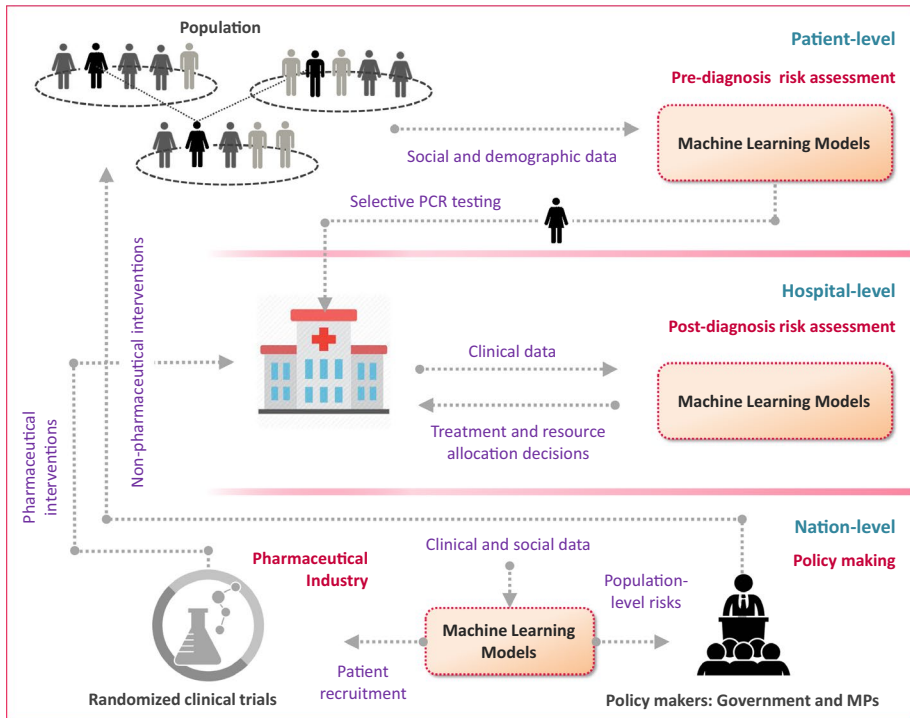 Population
Patient-level
Pre-diagnosis risk assessment
Machine Learning Models
Social and demographic data
Selective PCR testing
Hospital-level
Post-diagnosis risk assessment
Clinical data
Machine Learning Models
Treatment and resource
allocation decisions
Pharmaceutical
interventions
Non-pharmaceutical interventions
Nation-level
Policy making
Pharmaceutical
Industry
Clinical and social data
Population-
level risks
Machine Learning
Models
Patient
recruitment
Randomized clinical trials
Policy makers: Government and MPs